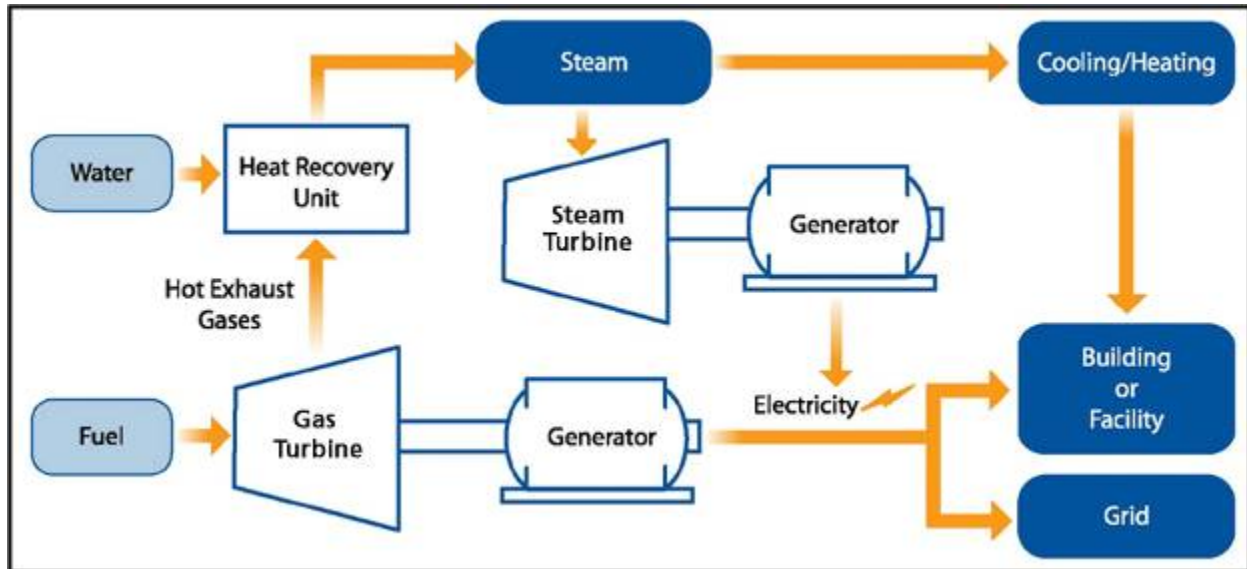 Steam
Cooling/Heating
Water
Heat Recovery
Unit
Steam
Turbine
Generator
Hot Exhaust
Gases
Building
or
Facility
Electricity
Fuel
Gas
Turbine
Generator
Grid